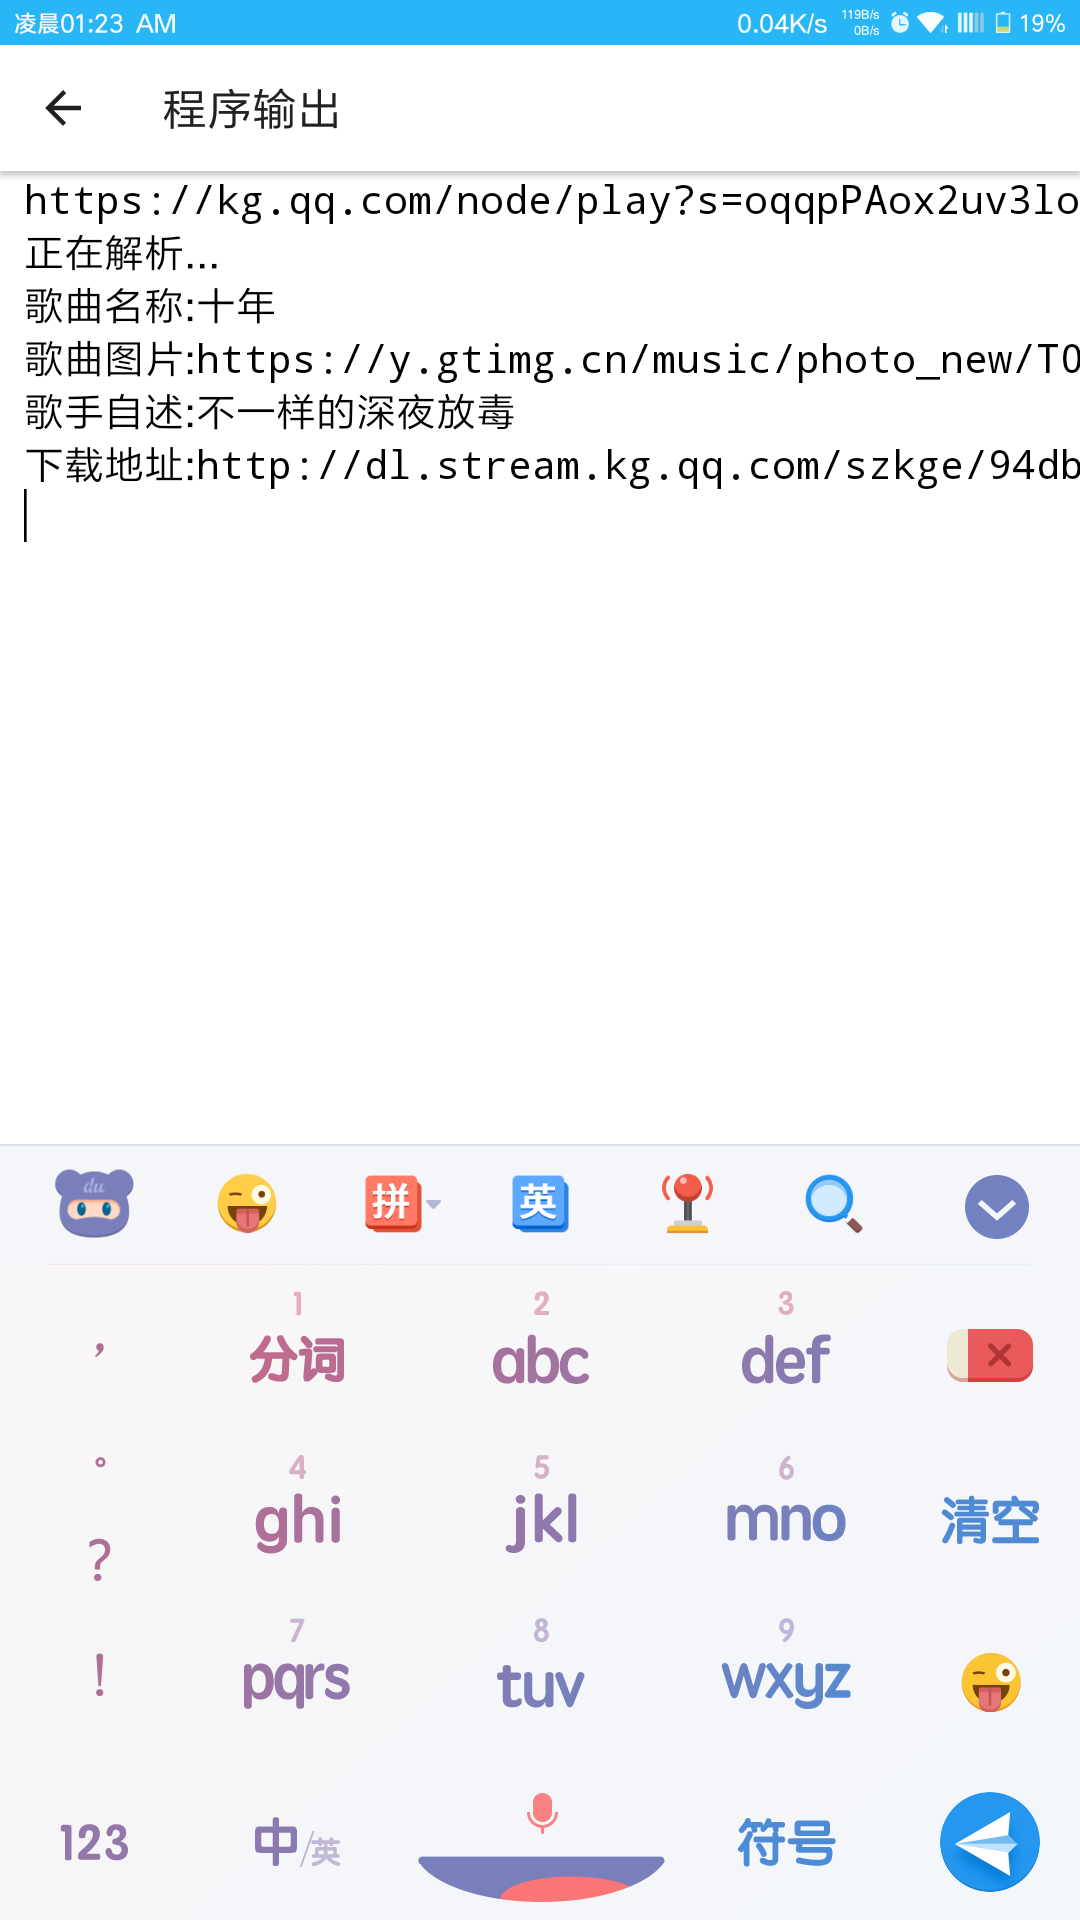 凌晨01:23 AM 0.04K/s 119B/s 0B/s 19%
程序输出
https://kg.qq.com/node/play?s=oqqpPAox2uv3lo
正在解析...
歌曲名称:十年
歌曲图片:https://y.gtimg.cn/music/photo_new/T0
歌手自述:不一样的深夜放毒
下载地址:http://dl.stream.kg.qq.com/szkge/94db
du 拼 英
1 2 3
， 分词 abc def
。 4 5 6
ghi jkl mno 清空
？
7 8 9
！ pqrs tuv wxyz
123 中/英 符号